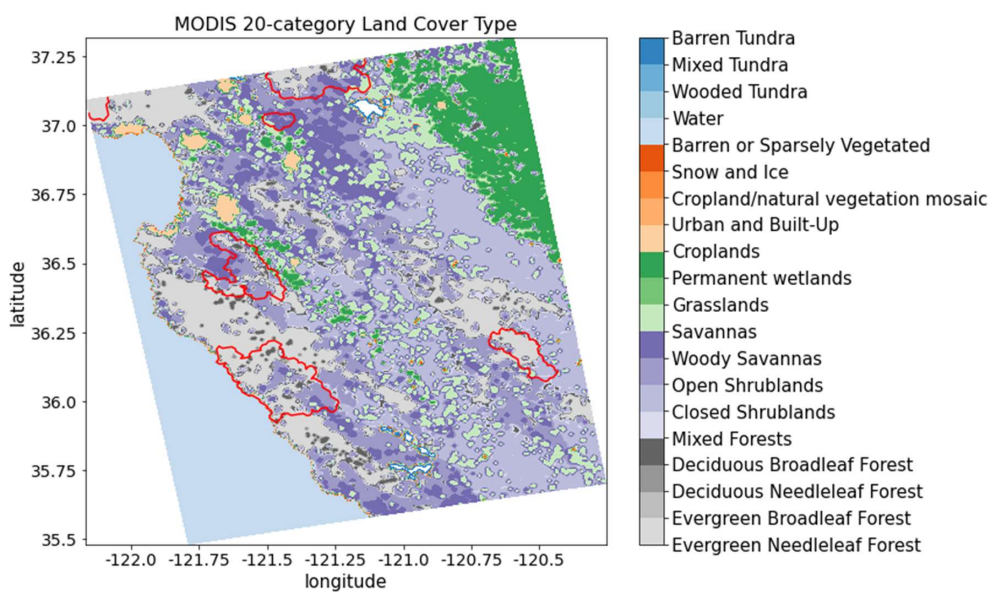 MODIS 20-category Land Cover Type
37.25
37.0
36.75
36.5
36.25
36.0
35.75
35.5
latitude
-122.0 -121.75 -121.5 -121.25 -121.0 -120.75 -120.5
longitude
Barren Tundra
Mixed Tundra
Wooded Tundra
Water
Barren or Sparsely Vegetated
Snow and Ice
Cropland/natural vegetation mosaic
Urban and Built-Up
Croplands
Permanent wetlands
Grasslands
Savannas
Woody Savannas
Open Shrublands
Closed Shrublands
Mixed Forests
Deciduous Broadleaf Forest
Deciduous Needleleaf Forest
Evergreen Broadleaf Forest
Evergreen Needleleaf Forest